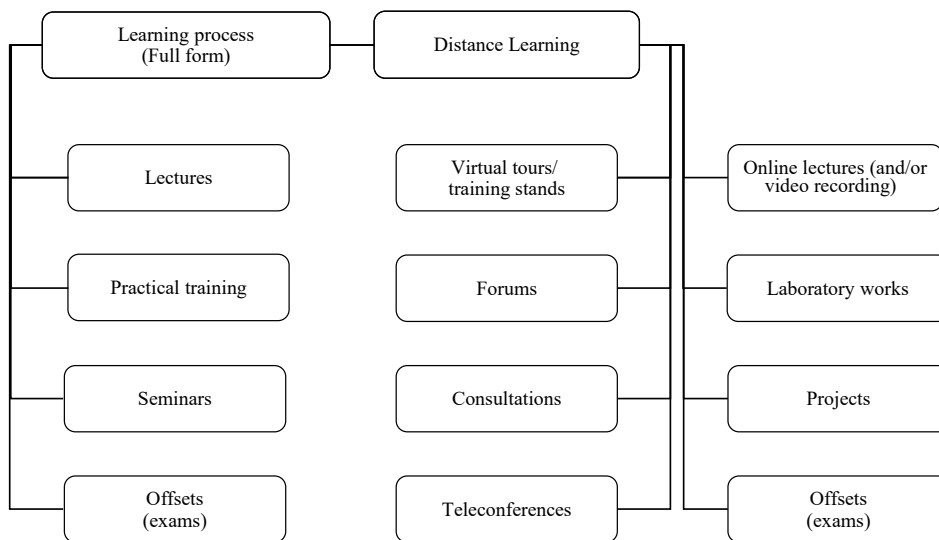 Learning process
(Full form)
Distance Learning
Lectures
Virtual tours/
training stands
Online lectures (and/or
video recording)
Practical training
Forums
Laboratory works
Seminars
Consultations
Projects
Offsets
(exams)
Teleconferences
Offsets
(exams)